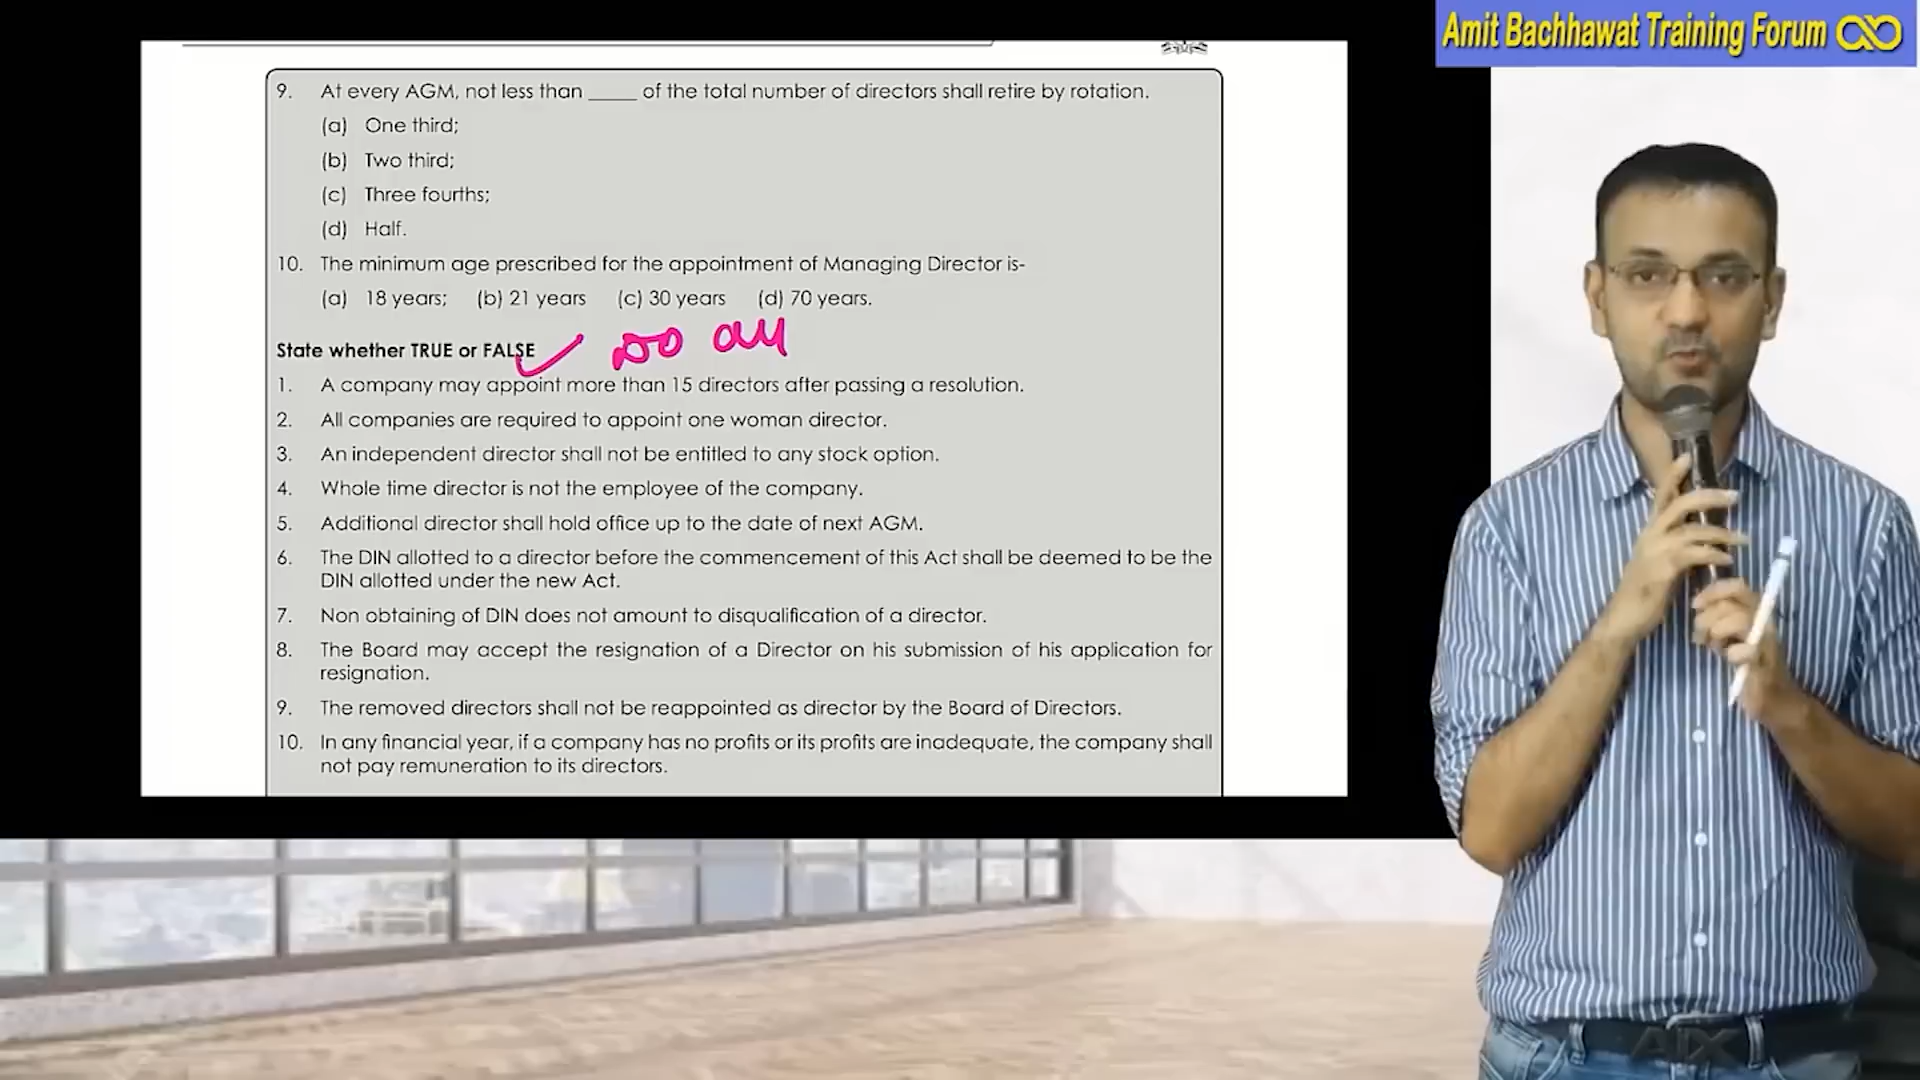 Amit Bachhawat Training Forum
9. At every AGM, not less than _____ of the total number of directors shall retire by rotation.
(a) One third;
(b) Two third;
(c) Three fourths;
(d) Half.
10. The minimum age prescribed for the appointment of Managing Director is-
(a) 18 years; (b) 21 years (c) 30 years (d) 70 years.
Do all
State whether TRUE or FALSE
1. A company may appoint more than 15 directors after passing a resolution.
2. All companies are required to appoint one woman director.
3. An independent director shall not be entitled to any stock option.
4. Whole time director is not the employee of the company.
5. Additional director shall hold office up to the date of next AGM.
6. The DIN allotted to a director before the commencement of this Act shall be deemed to be the
DIN allotted under the new Act.
7. Non obtaining of DIN does not amount to disqualification of a director.
8. The Board may accept the resignation of a Director on his submission of his application for
resignation.
9. The removed directors shall not be reappointed as director by the Board of Directors.
10. In any financial year, if a company has no profits or its profits are inadequate, the company shall
not pay remuneration to its directors.